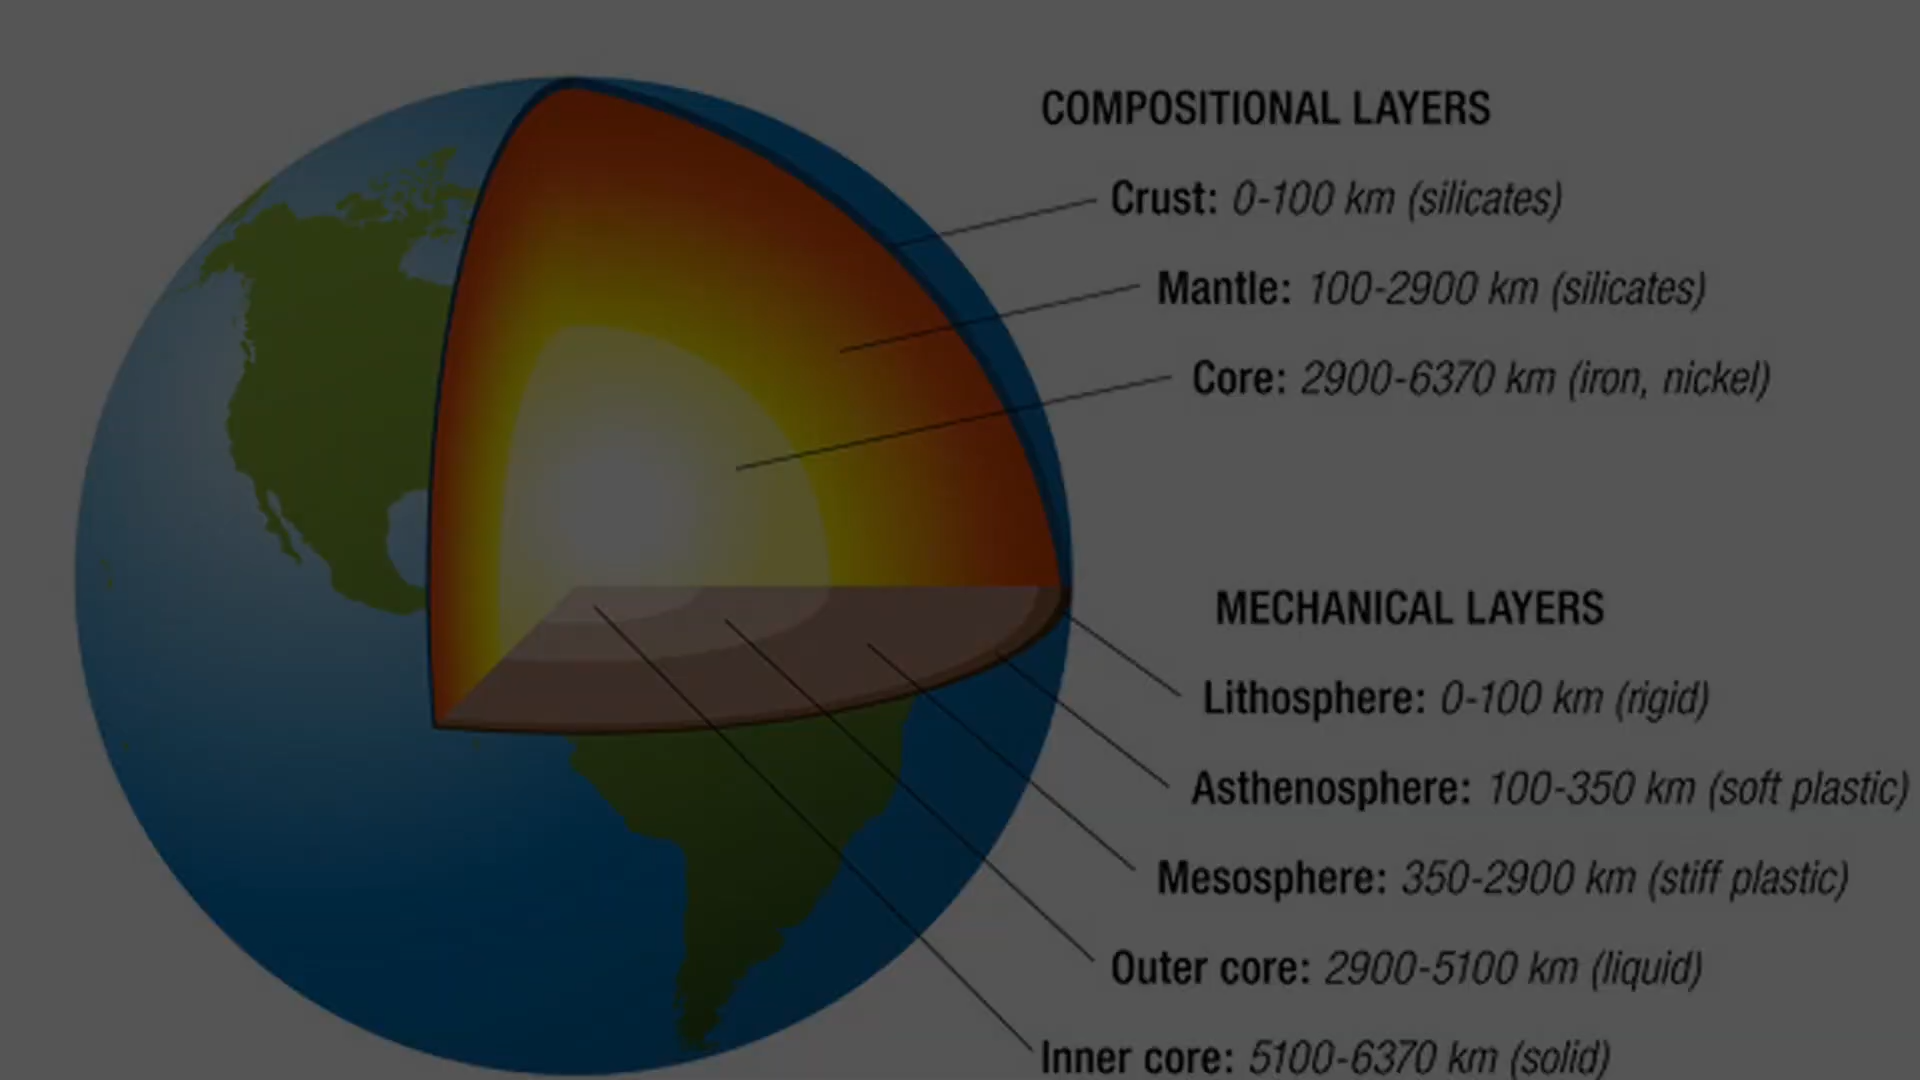 COMPOSITIONAL LAYERS
Crust: 0-100 km (silicates)
Mantle: 100-2900 km (silicates)
Core: 2900-6370 km (iron, nickel)
MECHANICAL LAYERS
Lithosphere: 0-100 km (rigid)
Asthenosphere: 100-350 km (soft plastic)
Mesosphere: 350-2900 km (stiff plastic)
Outer core: 2900-5100 km (liquid)
Inner core: 5100-6370 km (solid)